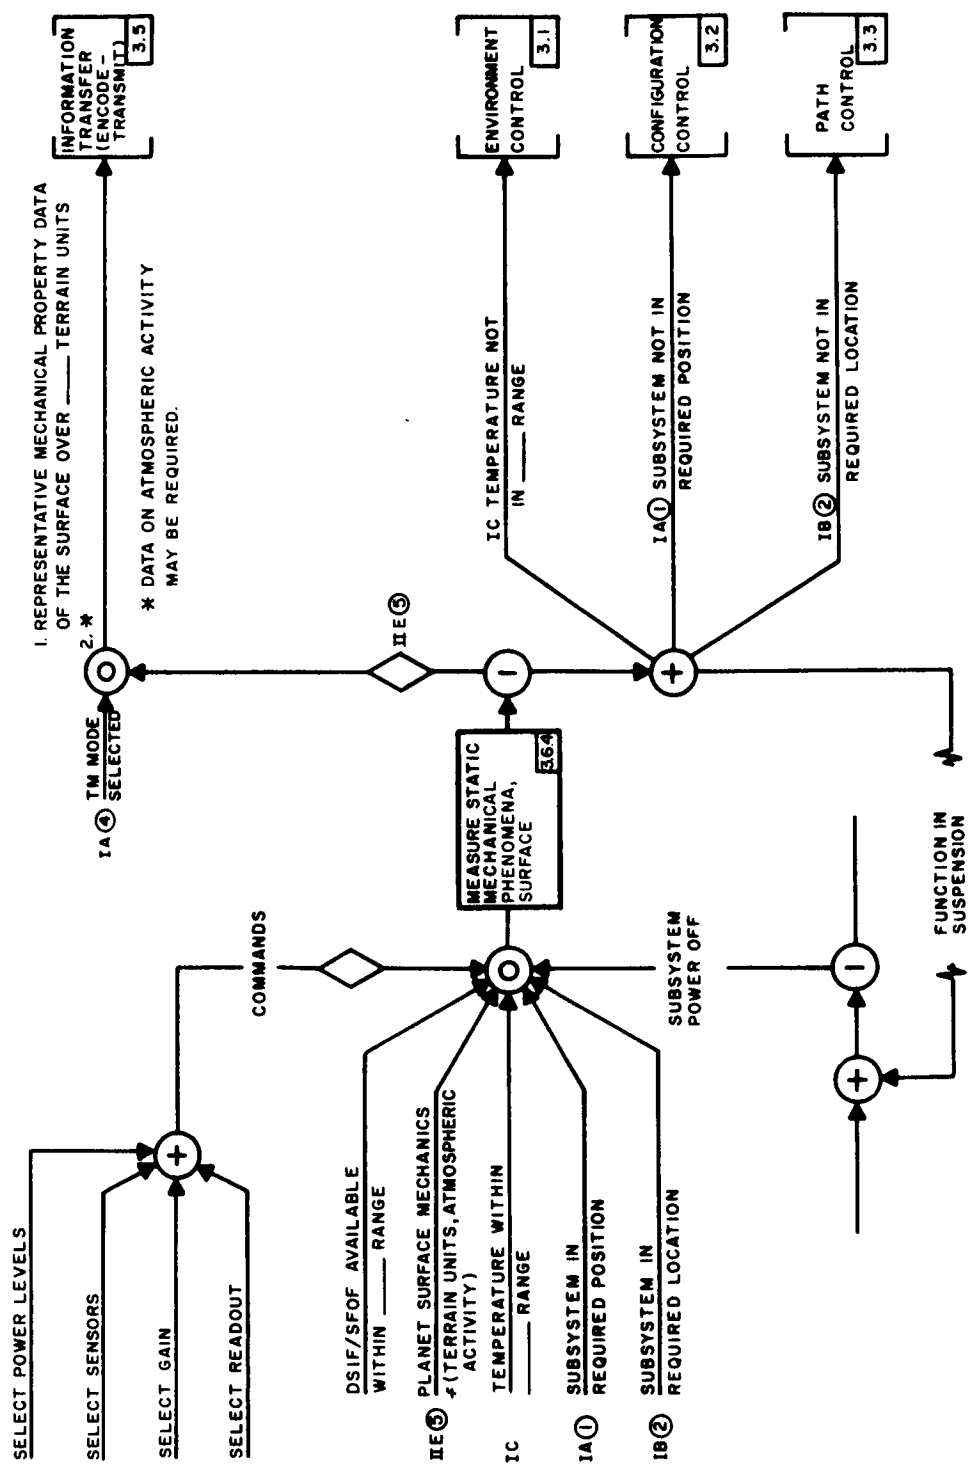 SELECT POWER LEVELS
SELECT SENSORS
SELECT GAIN
SELECT READOUT
+
COMMANDS
DSIF/SFOF AVAILABLE
WITHIN ____ RANGE
IIE⑤ PLANET SURFACE MECHANICS
f (TERRAIN UNITS, ATMOSPHERIC
ACTIVITY)
IC TEMPERATURE WITHIN
____ RANGE
IA① SUBSYSTEM IN
REQUIRED POSITION
IB② SUBSYSTEM IN
REQUIRED LOCATION
O
SUBSYSTEM
POWER OFF
+
−
FUNCTION IN
SUSPENSION
MEASURE STATIC
MECHANICAL
PHENOMENA,
SURFACE
3.6.4
−
IIE⑤
+
IA④ TM MODE
SELECTED
O
1. REPRESENTATIVE MECHANICAL PROPERTY DATA
OF THE SURFACE OVER ____ TERRAIN UNITS
2. *
* DATA ON ATMOSPHERIC ACTIVITY
MAY BE REQUIRED.
INFORMATION
TRANSFER
(ENCODE –
TRANSMIT)
3.5
IC TEMPERATURE NOT
IN ____ RANGE
ENVIRONMENT
CONTROL
3.1
IA① SUBSYSTEM NOT IN
REQUIRED POSITION
CONFIGURATION
CONTROL
3.2
IB② SUBSYSTEM NOT IN
REQUIRED LOCATION
PATH
CONTROL
3.3